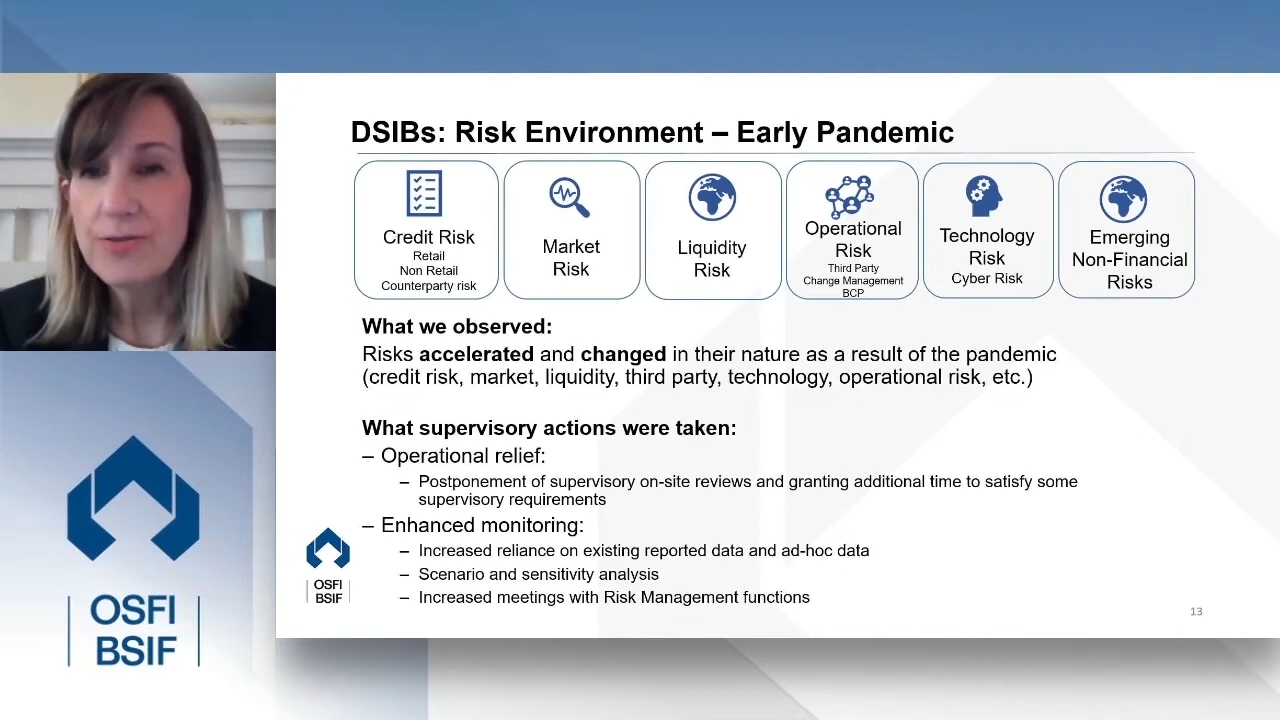 DSIBs: Risk Environment – Early Pandemic
Credit Risk
Retail
Non Retail
Counterparty risk
Market
Risk
Liquidity
Risk
Operational
Risk
Third Party
Change Management
BCP
Technology
Risk
Cyber Risk
Emerging
Non-Financial
Risks
What we observed:
Risks accelerated and changed in their nature as a result of the pandemic
(credit risk, market, liquidity, third party, technology, operational risk, etc.)
What supervisory actions were taken:
– Operational relief:
– Postponement of supervisory on-site reviews and granting additional time to satisfy some
supervisory requirements
– Enhanced monitoring:
– Increased reliance on existing reported data and ad-hoc data
– Scenario and sensitivity analysis
– Increased meetings with Risk Management functions
OSFI
BSIF
13
OSFI
BSIF